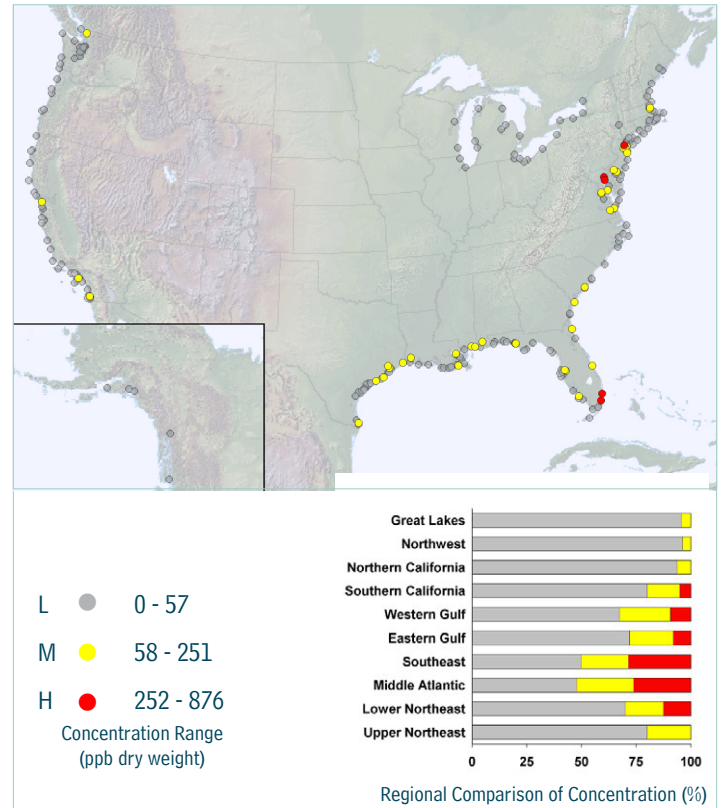 L 0 - 57
M 58 - 251
H 252 - 876
Concentration Range
(ppb dry weight)
Great Lakes
Northwest
Northern California
Southern California
Western Gulf
Eastern Gulf
Southeast
Middle Atlantic
Lower Northeast
Upper Northeast
0 25 50 75 100
Regional Comparison of Concentration (%)